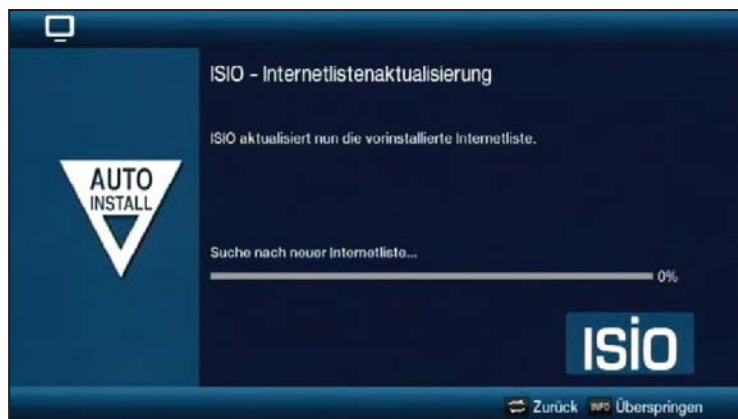 ISIO - Internetlistenaktualisierung
ISIO aktualisiert nun die vorinstallierte Internetliste.
AUTO
INSTALL
Suche nach neuer Internetliste...
0%
ISIO
Zurück INFO Überspringen